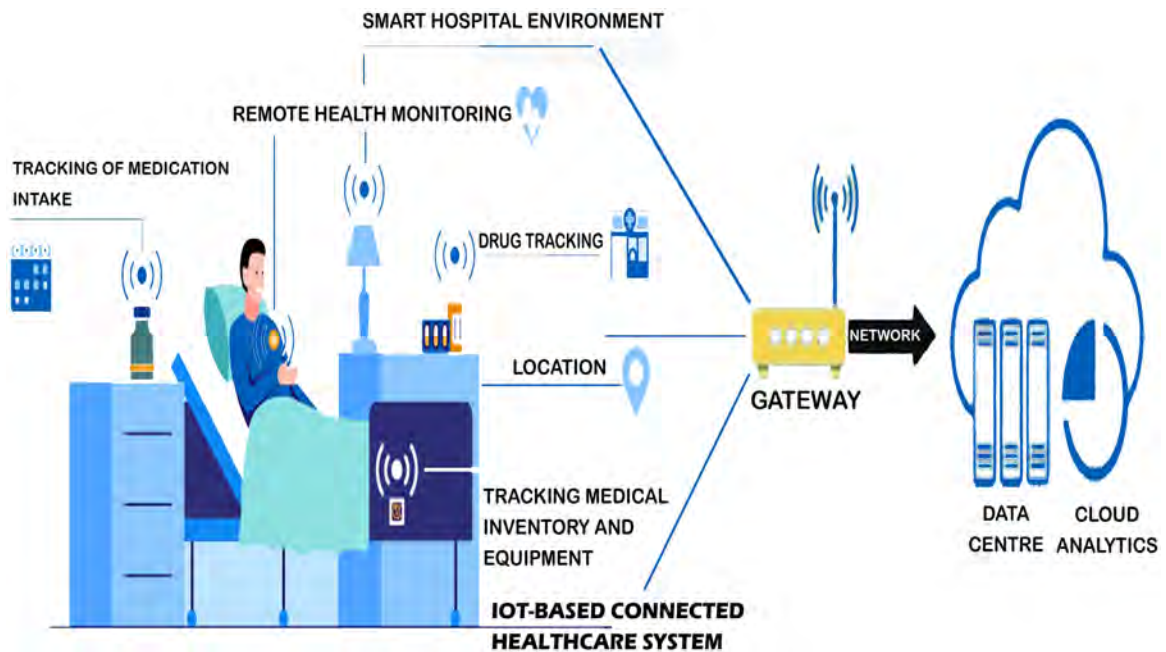 SMART HOSPITAL ENVIRONMENT
REMOTE HEALTH MONITORING
TRACKING OF MEDICATION
INTAKE
DRUG TRACKING
LOCATION
TRACKING MEDICAL
INVENTORY AND
EQUIPMENT
IOT-BASED CONNECTED
HEALTHCARE SYSTEM
GATEWAY
NETWORK
DATA
CENTRE
CLOUD
ANALYTICS